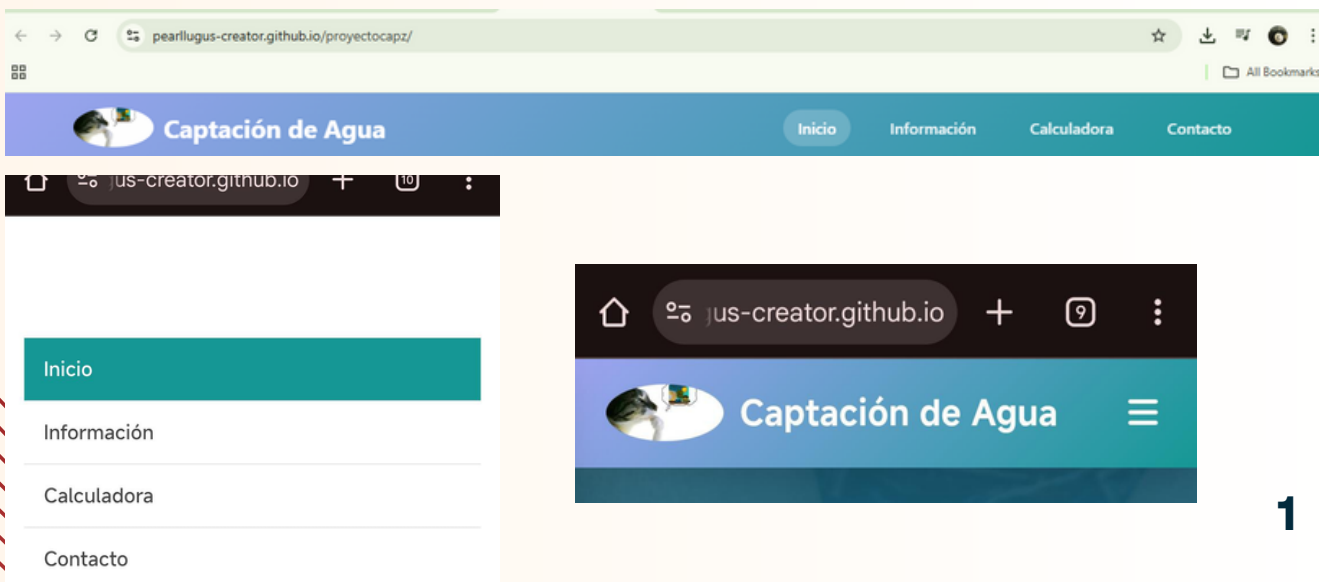 pearllugus-creator.github.io/proyectocapz/
All Bookmarks
Captación de Agua
Inicio
Información
Calculadora
Contacto
us-creator.github.io
10
Inicio
Información
Calculadora
Contacto
gus-creator.github.io
9
Captación de Agua
1